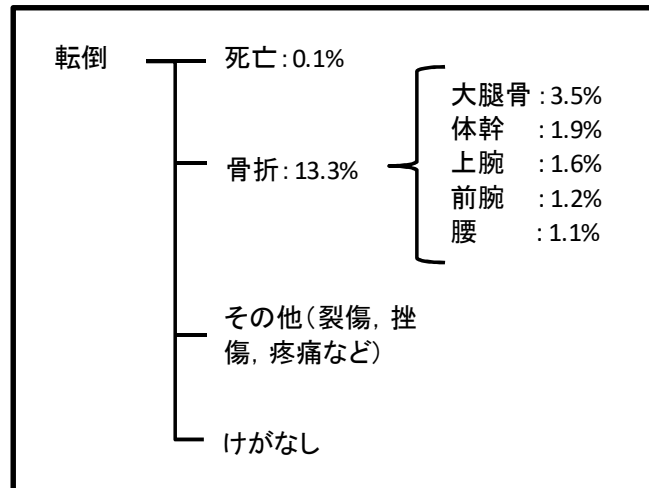 転倒
死亡:0.1%
骨折:13.3%
大腿骨:3.5%
体幹 :1.9%
上腕 :1.6%
前腕 :1.2%
腰 :1.1%
その他(裂傷，挫
傷，疼痛など)
けがなし